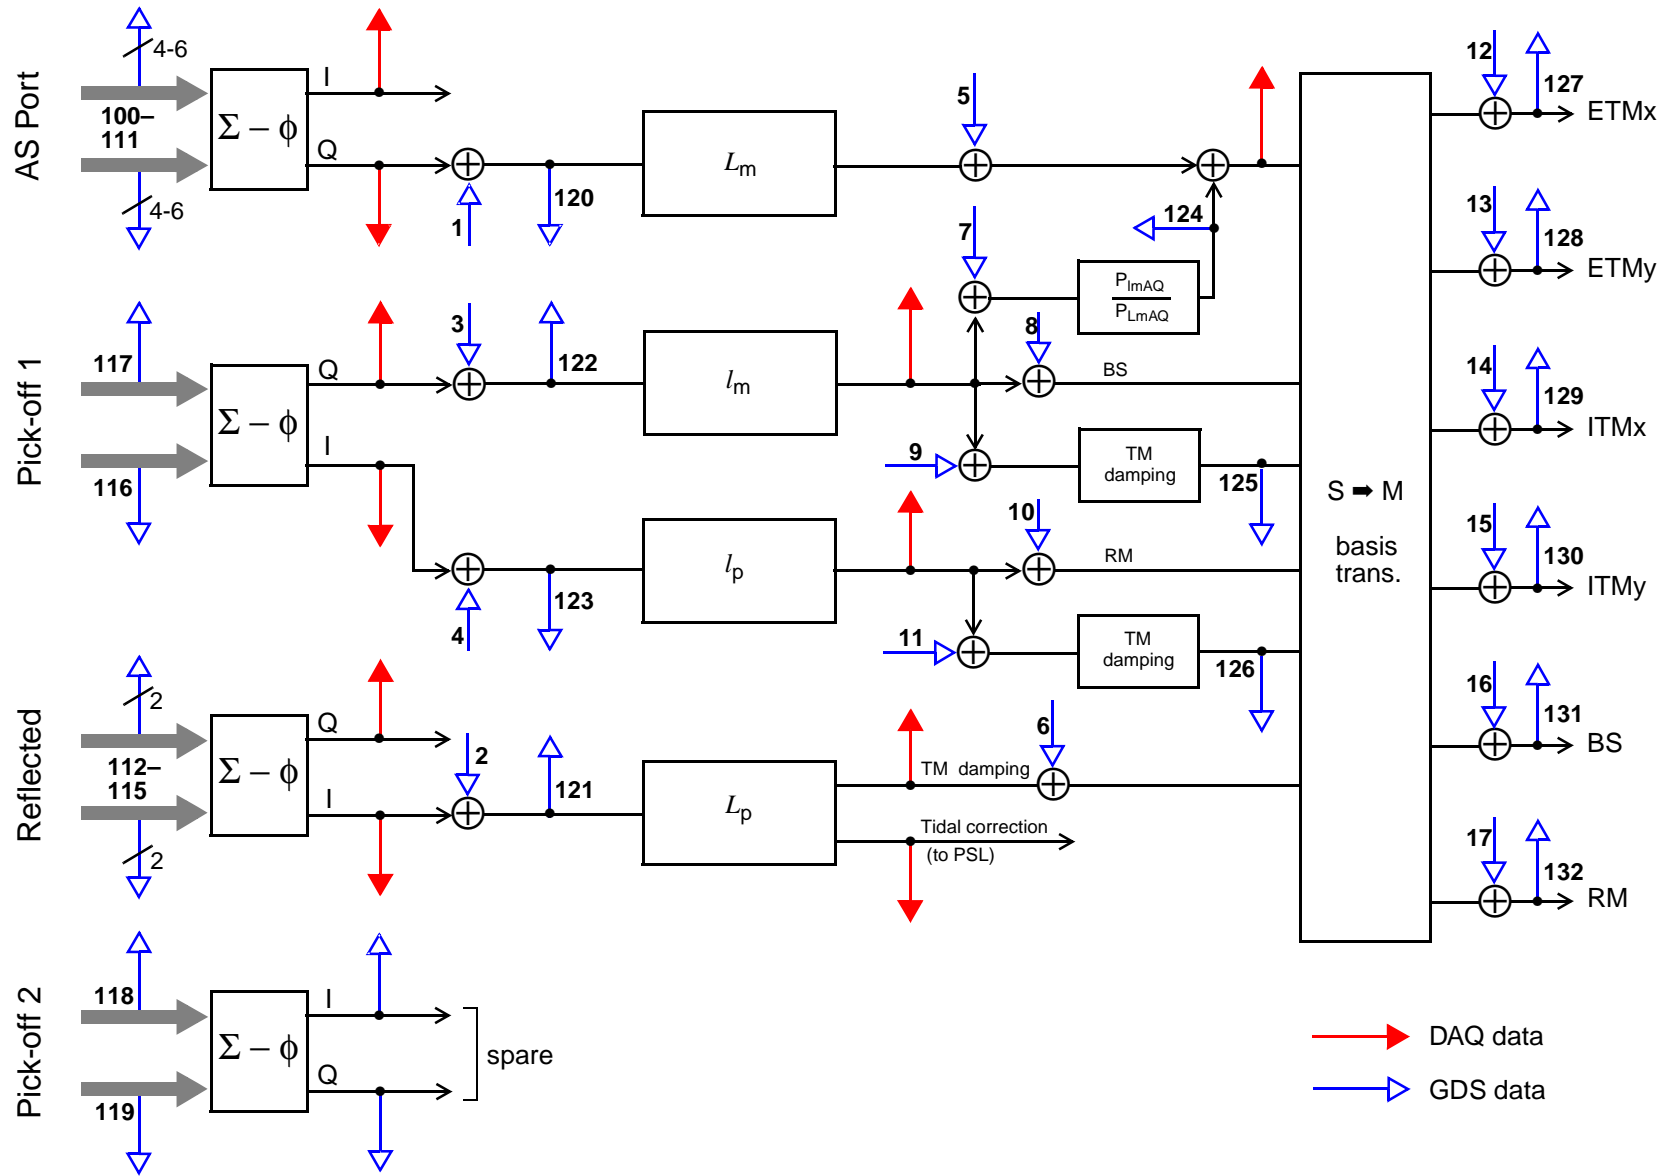 AS Port
4-6
100–
111
4-6
Σ – ϕ
I
Q
1
120
Lm
5
124
7
PlmAQ
PLmAQ
Pick-off 1
117
116
Σ – ϕ
Q
I
3
122
lm
8
BS
9
TM
damping
125
4
123
lp
10
RM
11
TM
damping
126
Reflected
2
112–
115
2
Σ – ϕ
Q
I
2
121
Lp
TM damping
6
Tidal correction
(to PSL)
Pick-off 2
118
119
Σ – ϕ
I
Q
spare
S ➡ M
basis
trans.
12
127
ETMx
13
128
ETMy
14
129
ITMx
15
130
ITMy
16
131
BS
17
132
RM
DAQ data
GDS data